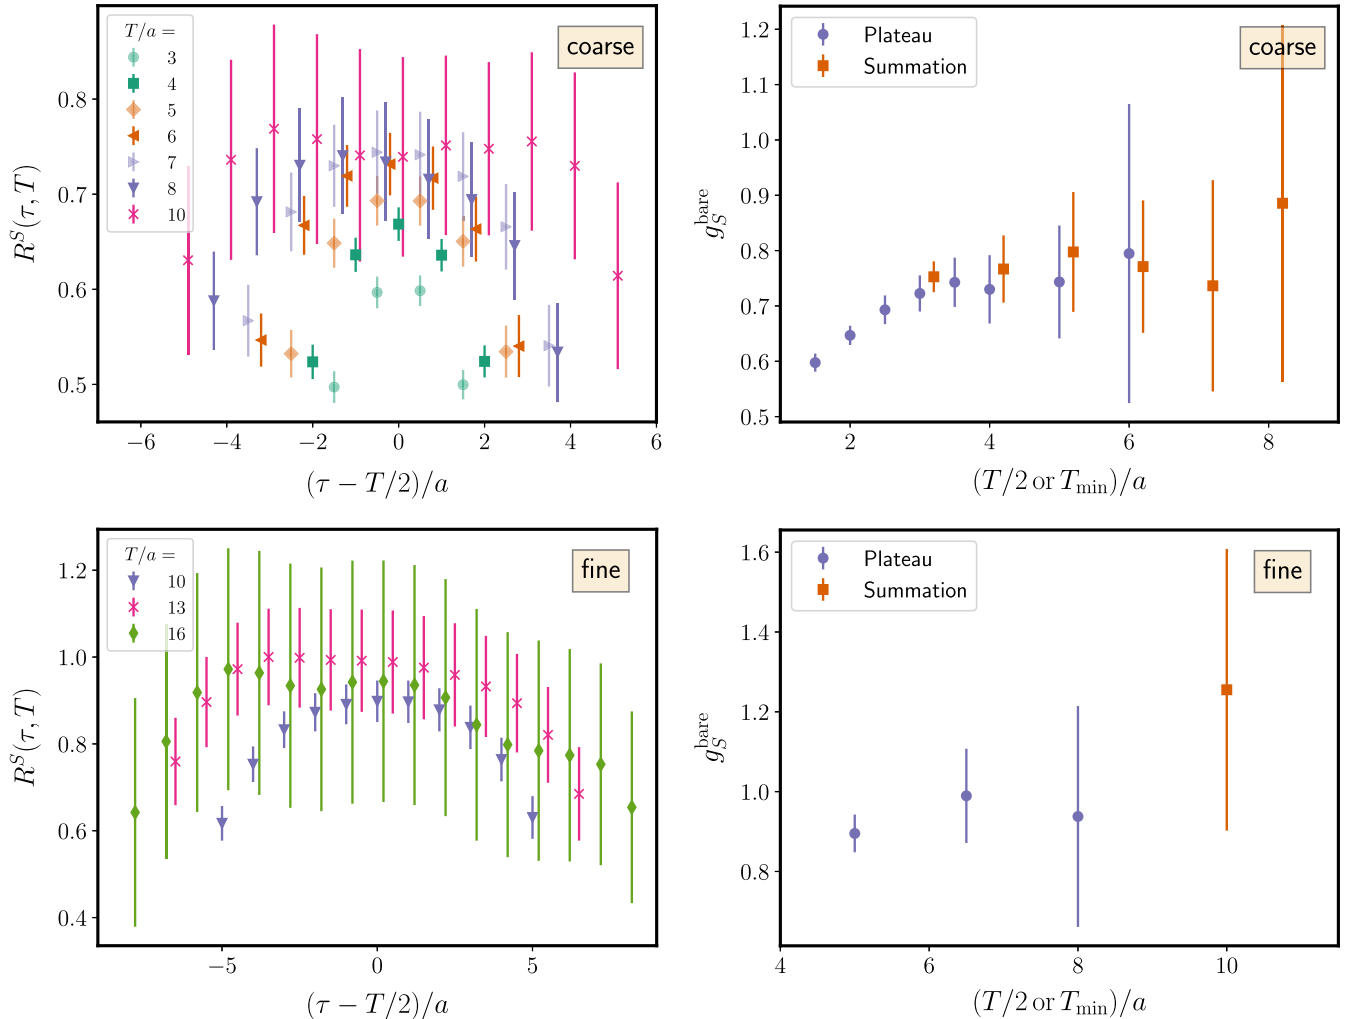 T/a =
3
4
5
6
7
8
10
coarse
0.8
0.7
0.6
0.5
R^S(τ, T)
−6 −4 −2 0 2 4 6
(τ − T/2)/a
Plateau
Summation
coarse
1.2
1.1
1.0
0.9
0.8
0.7
0.6
0.5
g_S^bare
2 4 6 8
(T/2 or T_min)/a
T/a =
10
13
16
fine
1.2
1.0
0.8
0.6
0.4
R^S(τ, T)
−5 0 5
(τ − T/2)/a
Plateau
Summation
fine
1.6
1.4
1.2
1.0
0.8
g_S^bare
4 6 8 10
(T/2 or T_min)/a